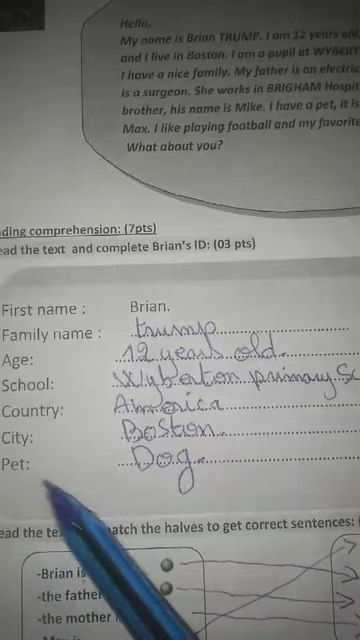 Hello,
My name is Brian TRUMP. I am 12 years old,
and I live in Boston. I am a pupil at WYBERT
I have a nice family. My father is an electric
is a surgeon. She works in BRIGHAM Hospit
brother, his name is Mike. I have a pet, it is
Max. I like playing football and my favorite
What about you?
ding comprehension: (7pts)
ead the text and complete Brian's ID: (03 pts)
First name : Brian.
Family name : trump
Age: 12 years old.
School: Wyberton primary Sc
Country: America
City: Boston
Pet: Dog.
ead the te atch the halves to get correct sentences:
-Brian is
-the father
-the mother